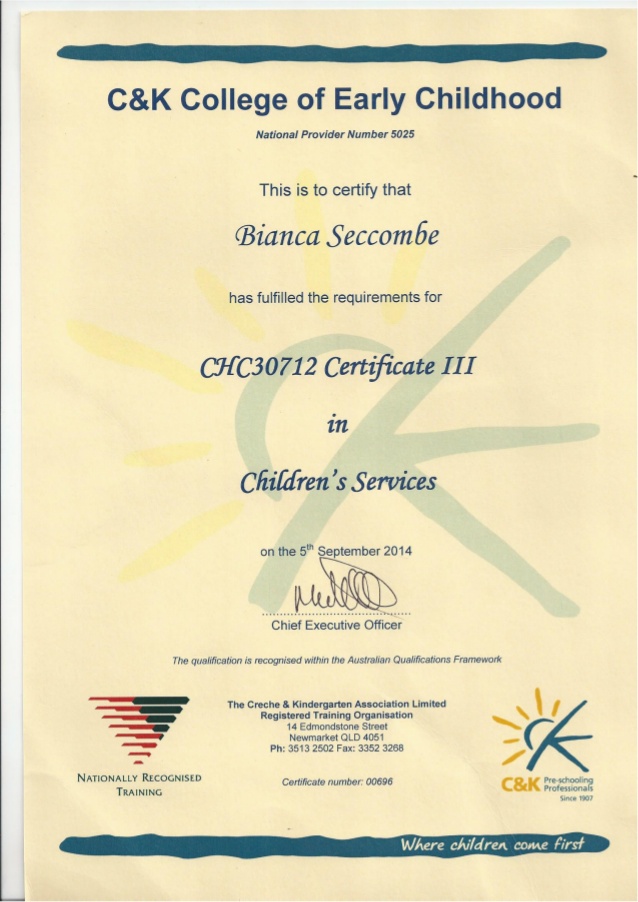 C&K College of Early Childhood
National Provider Number 5025
This is to certify that
Bianca Seccombe
has fulfilled the requirements for
CHC30712 Certificate III
in
Children's Services
on the 5th September 2014
Chief Executive Officer
The qualification is recognised within the Australian Qualifications Framework
NATIONALLY RECOGNISED
TRAINING
The Creche & Kindergarten Association Limited
Registered Training Organisation
14 Edmondstone Street
Newmarket QLD 4051
Ph: 3513 2502 Fax: 3352 3268
Certificate number: 00696
C&K Pre-schooling
Professionals
Since 1907
Where children come first